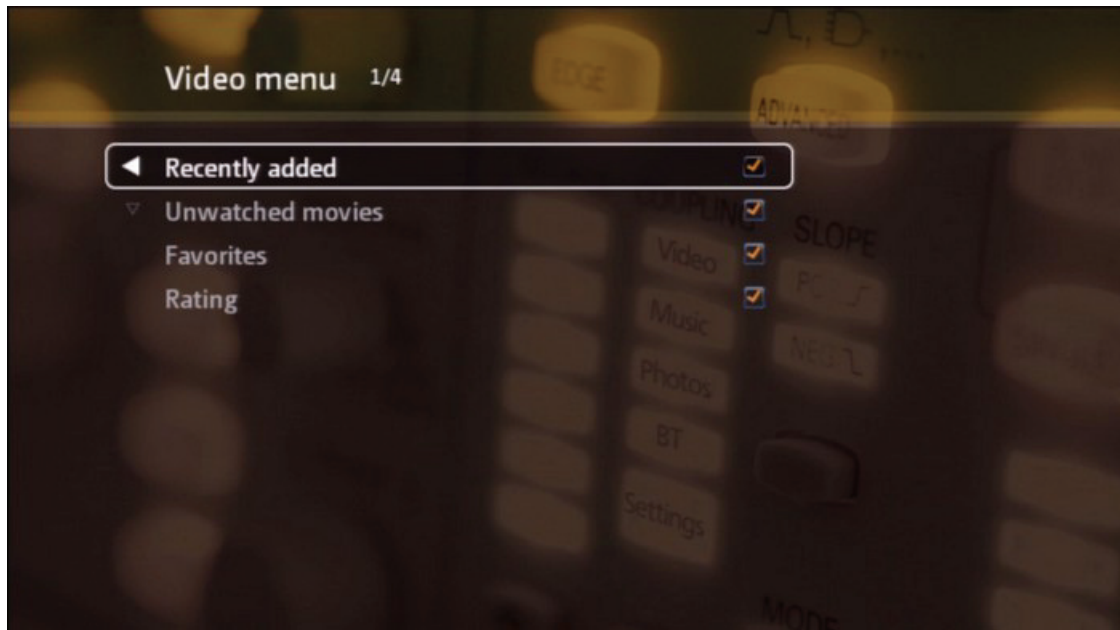 Video menu 1/4
Recently added
Unwatched movies
Favorites
Rating
EDGE
ADVANCED
COUPLING
SLOPE
Video
Music
Photos
BT
Settings
MODE